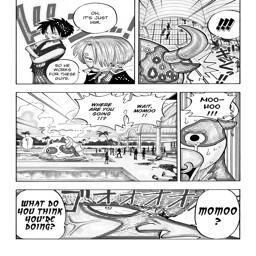 !!!
OH,
IT'S JUST
HIM.
SO HE
WORKS FOR
THESE
GUYS.
MOO-
HOO
!!!
WAIT,
MOMOO!
WHERE
ARE YOU
GOING
!?
MOMOO
?
WHAT DO
YOU THINK
YOU'RE
DOING?